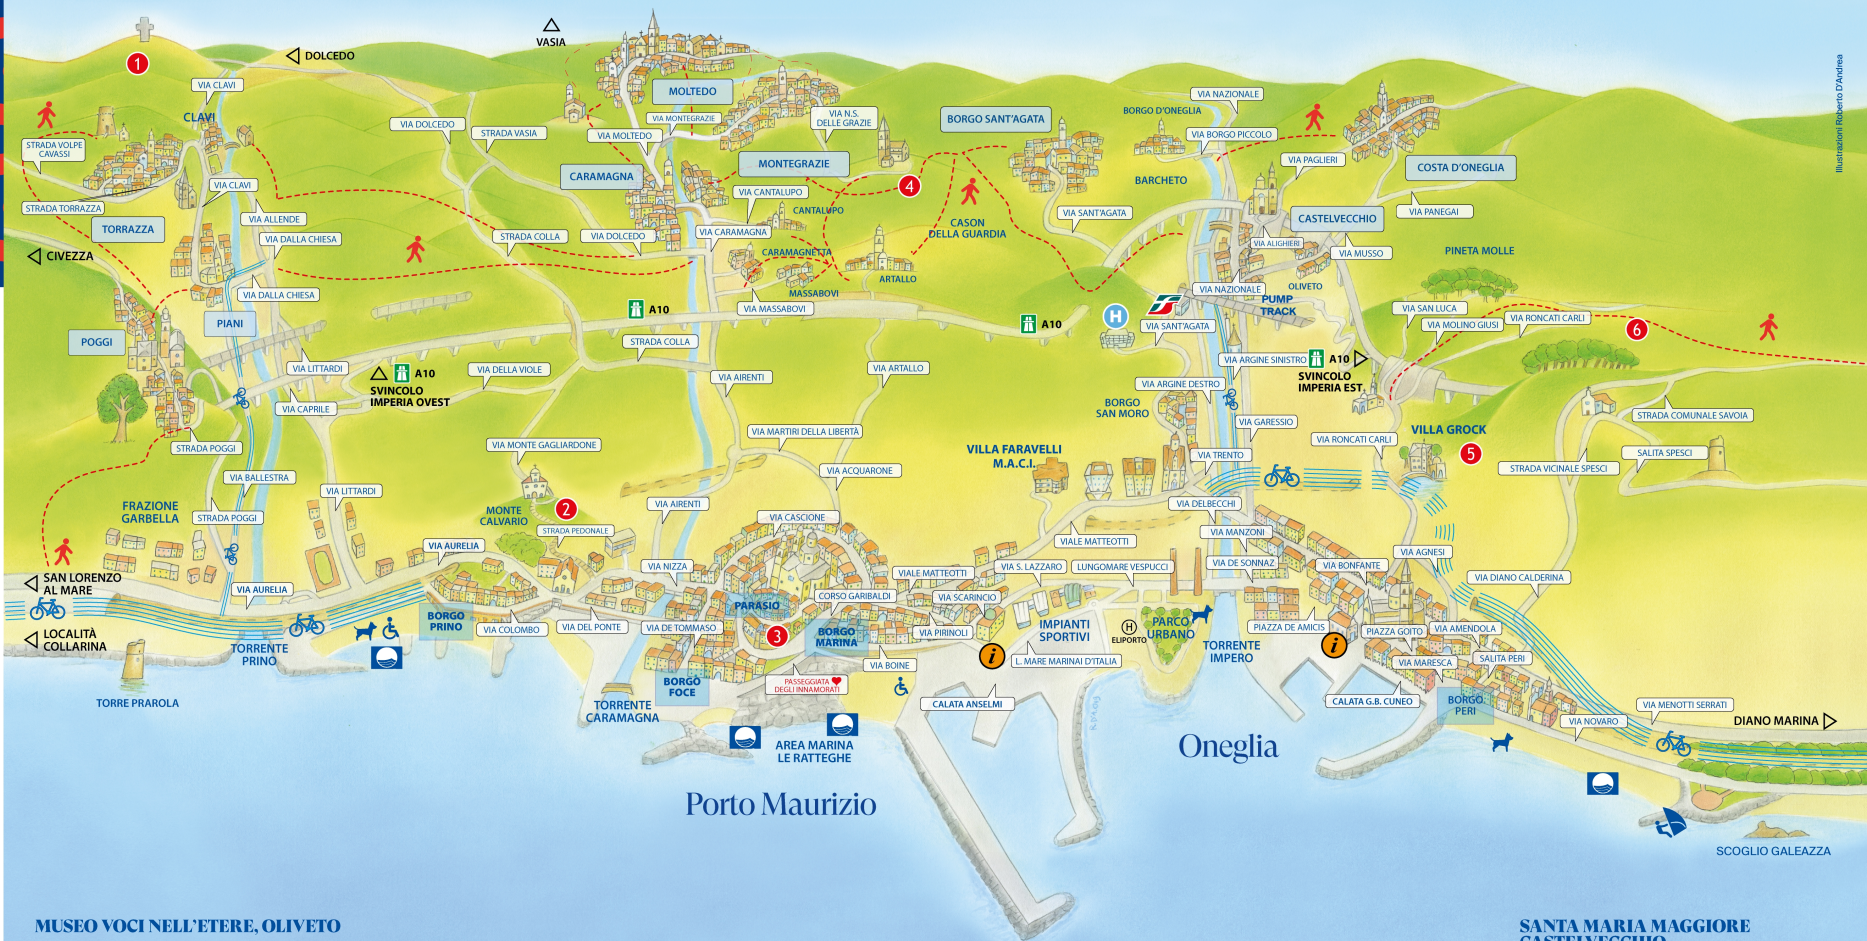 1
DOLCEDO
VASIA
MOLTEDO
VIA CLAVI
CLAVI
VIA DOLCEDO
STRADA VASIA
VIA MONTEGRAZIE
VIA MOLTEDO
VIA N.S.
DELLE GRAZIE
BORGO SANT'AGATA
BORGO D'ONEGLIA
VIA NAZIONALE
VIA BORGO PICCOLO
VIA PAGLIERI
COSTA D'ONEGLIA
Illustrazioni Roberto D'Andrea
STRADA VOLPE
CAVASSI
CARAMAGNA
MONTEGRAZIE
4
BARCHETO
VIA CLAVI
STRADA TORRAZZA
TORRAZZA
VIA ALLENDE
VIA DALLA CHIESA
STRADA COLLA
VIA DOLCEDO
VIA CANTALUPO
CANTALUPO
VIA CARAMAGNA
CASON
DELLA GUARDIA
VIA SANT'AGATA
CASTELVECCHIO
VIA PANEGAI
VIA ALIGHIERI
VIA MUSSO
PINETA MOLLE
CIVEZZA
CARAMAGNETTA
MASSABOVI
ARTALLO
VIA DALLA CHIESA
VIA MASSABOVI
VIA NAZIONALE
OLIVETO
PUMP
TRACK
PIANI
POGGI
A10
A10
H
VIA SANT'AGATA
VIA SAN LUCA
VIA MOLINO GIUSI
VIA RONCATI CARLI
6
STRADA COLLA
VIA LITTARDI
A10
SVINCOLO
IMPERIA OVEST
VIA DELLA VIOLE
VIA AIRENTI
VIA ARTALLO
VIA ARGINE SINISTRO
A10
SVINCOLO
IMPERIA EST
VIA ARGINE DESTRO
BORGO
SAN MORO
VIA CAPRILE
STRADA POGGI
VIA MONTE GAGLIARDONE
VIA MARTIRI DELLA LIBERTÀ
VIA ACQUARONE
VILLA FARAVELLI
M.A.C.I.
VIA GARESSIO
VIA RONCATI CARLI
VILLA GROCK
5
STRADA COMUNALE SAVOIA
STRADA VICINALE SPESCI
SALITA SPESCI
VIA TRENTO
VIA BALLESTRA
VIA LITTARDI
FRAZIONE
GARBELLA
STRADA POGGI
MONTE
CALVARIO
2
STRADA PEDONALE
VIA AIRENTI
VIA CASCIONE
VIA DELBECCHI
VIA MANZONI
VIALE MATTEOTTI
VIA AURELIA
VIA NIZZA
VIALE MATTEOTTI
VIA S. LAZZARO
LUNGOMARE VESPUCCI
VIA DE SONNAZ
VIA BONFANTE
VIA AGNESI
VIA DIANO CALDERINA
SAN LORENZO
AL MARE
VIA AURELIA
CORSO GARIBALDI
VIA SCARINCIO
PARASIO
BORGO
PRINO
VIA COLOMBO
VIA DEL PONTE
VIA DE TOMMASO
3
BORGO
MARINA
VIA PIRINOLI
IMPIANTI
SPORTIVI
H
ELIPORTO
PARCO
URBANO
PIAZZA DE AMICIS
PIAZZA GOITO
VIA AMENDOLA
LOCALITÀ
COLLARINA
TORRENTE
PRINO
TORRENTE
IMPERO
i
i
VIA BOINE
L. MARE MARINAI D'ITALIA
VIA MARESCA
SALITA PERI
BORGO
FOCE
PASSEGGIATA
DEGLI INNAMORATI
TORRE PRAROLA
TORRENTE
CARAMAGNA
CALATA ANSELMI
CALATA G.B. CUNEO
BORGO
PERI
VIA NOVARO
VIA MENOTTI SERRATI
DIANO MARINA
AREA MARINA
LE RATTEGHE
Oneglia
Porto Maurizio
SCOGLIO GALEAZZA
MUSEO VOCI NELL'ETERE, OLIVETO
SANTA MARIA MAGGIORE
CASTELVECCHIO